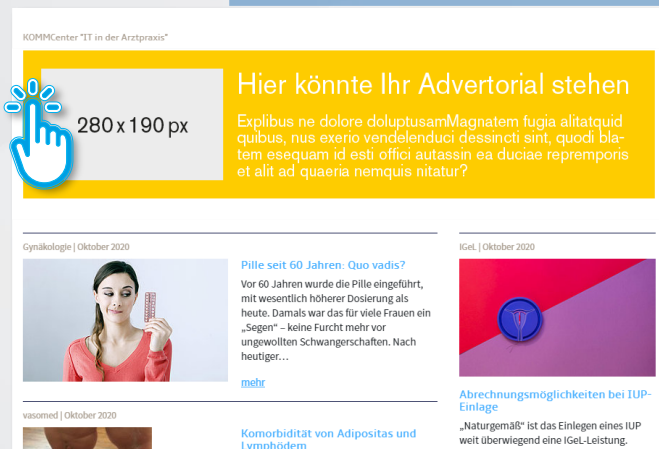 KOMMCenter "IT in der Arztpraxis"
280 x 190 px
Hier könnte Ihr Advertorial stehen
Explibus ne dolore doluptusamMagnatem fugia alitatquid
quibus, nus exerio vendelenduci dessincti sint, quodi bla-
tem esequam id esti offici autassin ea duciae repremporis
et alit ad quaeria nemquis nitatur?
Gynäkologie | Oktober 2020
Pille seit 60 Jahren: Quo vadis?
Vor 60 Jahren wurde die Pille eingeführt,
mit wesentlich höherer Dosierung als
heute. Damals war das für viele Frauen ein
„Segen“ – keine Furcht mehr vor
ungewollten Schwangerschaften. Nach
heutiger…
mehr
vasomed | Oktober 2020
Komorbidität von Adipositas und
Lymphödem
IGeL | Oktober 2020
Abrechnungsmöglichkeiten bei IUP-
Einlage
„Naturgemäß“ ist das Einlegen eines IUP
weit überwiegend eine IGeL-Leistung.